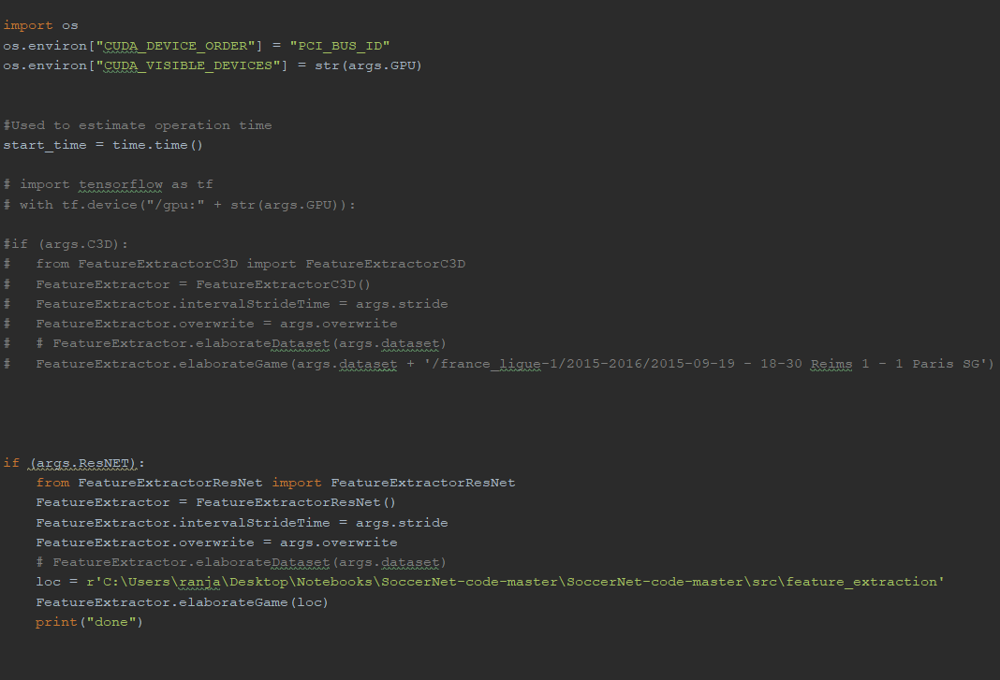 import os
os.environ["CUDA_DEVICE_ORDER"] = "PCI_BUS_ID"
os.environ["CUDA_VISIBLE_DEVICES"] = str(args.GPU)
#Used to estimate operation time
start_time = time.time()
# import tensorflow as tf
# with tf.device("/gpu:" + str(args.GPU)):
#if (args.C3D):
#   from FeatureExtractorC3D import FeatureExtractorC3D
#   FeatureExtractor = FeatureExtractorC3D()
#   FeatureExtractor.intervalStrideTime = args.stride
#   FeatureExtractor.overwrite = args.overwrite
#   # FeatureExtractor.elaborateDataset(args.dataset)
#   FeatureExtractor.elaborateGame(args.dataset + '/france_ligue-1/2015-2016/2015-09-19 - 18-30 Reims 1 - 1 Paris SG')
if (args.ResNET):
    from FeatureExtractorResNet import FeatureExtractorResNet
    FeatureExtractor = FeatureExtractorResNet()
    FeatureExtractor.intervalStrideTime = args.stride
    FeatureExtractor.overwrite = args.overwrite
    # FeatureExtractor.elaborateDataset(args.dataset)
    loc = r'C:\Users\ranja\Desktop\Notebooks\SoccerNet-code-master\SoccerNet-code-master\src\feature_extraction'
    FeatureExtractor.elaborateGame(loc)
    print("done")